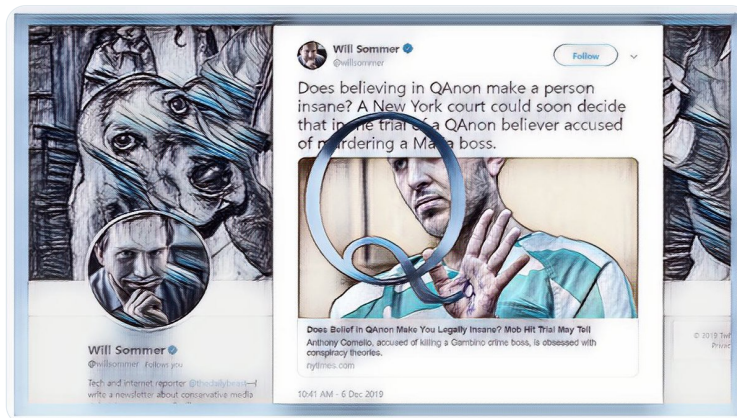 Will Sommer
@willsommer
Follow
Does believing in QAnon make a person
insane? A New York court could soon decide
that in the trial of a QAnon believer accused
of murdering a Mafia boss.
Q
Does Belief in QAnon Make You Legally Insane? Mob Hit Trial May Tell
Anthony Comello, accused of killing a Gambino crime boss, is obsessed with
conspiracy theories.
nytimes.com
10:41 AM - 6 Dec 2019
Will Sommer
@willsommer Follows you
Tech and internet reporter @thedailybeast—I
write a newsletter about conservative media
© 2019 Twi
Privac